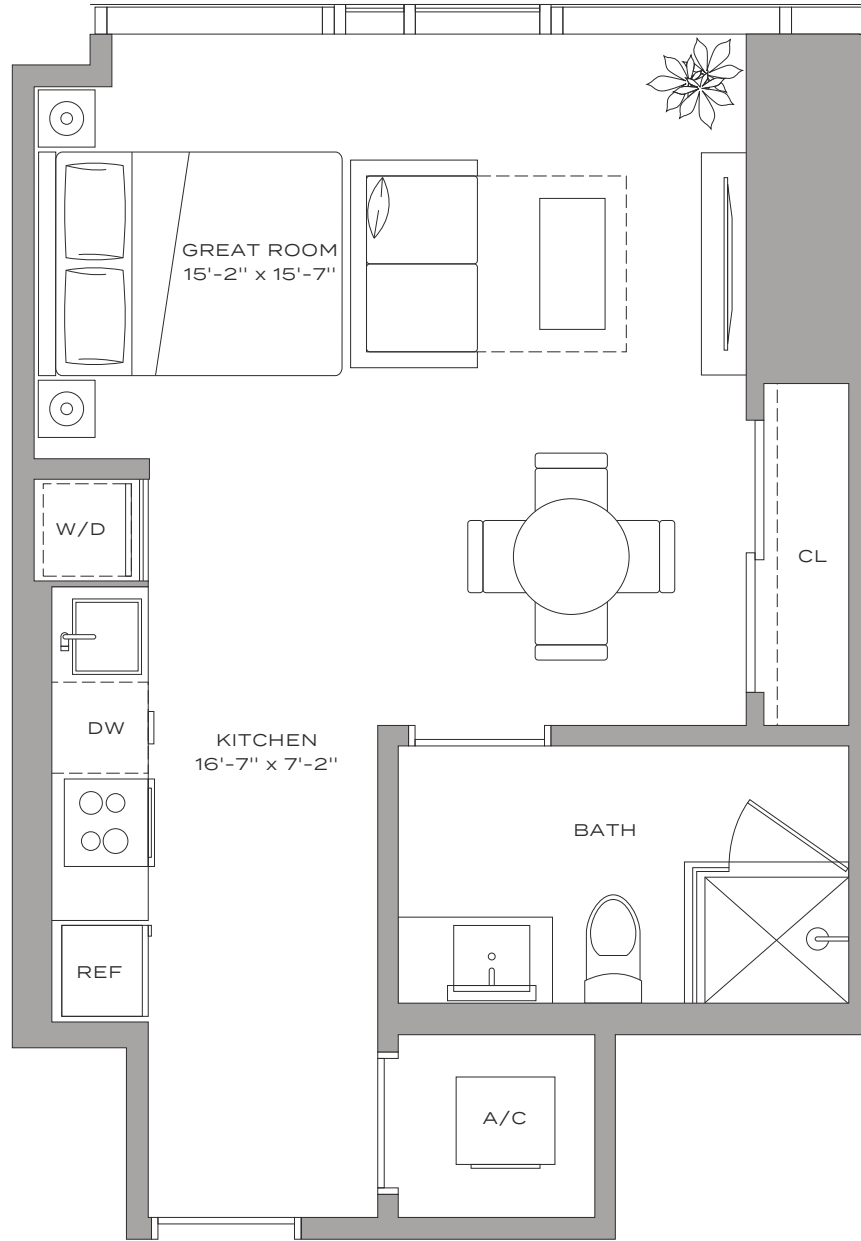 GREAT ROOM
15'-2" x 15'-7"
W/D
CL
DW
KITCHEN
16'-7" x 7'-2"
BATH
REF
A/C